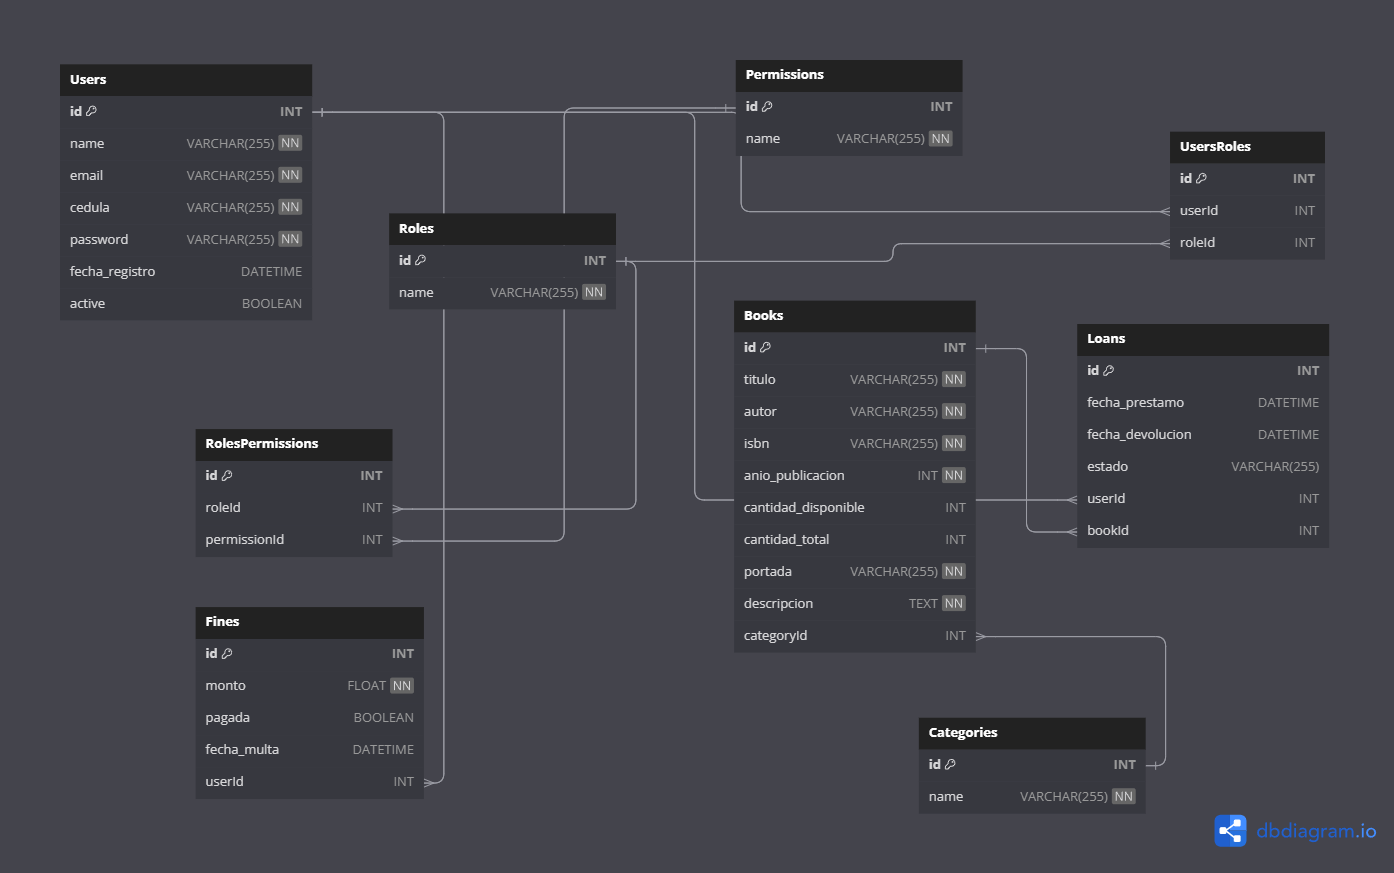 Users
id INT
name VARCHAR(255) NN
email VARCHAR(255) NN
cedula VARCHAR(255) NN
password VARCHAR(255) NN
fecha_registro DATETIME
active BOOLEAN
Permissions
id INT
name VARCHAR(255) NN
UsersRoles
id INT
userId INT
roleId INT
Roles
id INT
name VARCHAR(255) NN
Books
id INT
titulo VARCHAR(255) NN
autor VARCHAR(255) NN
isbn VARCHAR(255) NN
anio_publicacion INT NN
cantidad_disponible INT
cantidad_total INT
portada VARCHAR(255) NN
descripcion TEXT NN
categoryId INT
Loans
id INT
fecha_prestamo DATETIME
fecha_devolucion DATETIME
estado VARCHAR(255)
userId INT
bookId INT
RolesPermissions
id INT
roleId INT
permissionId INT
Fines
id INT
monto FLOAT NN
pagada BOOLEAN
fecha_multa DATETIME
userId INT
Categories
id INT
name VARCHAR(255) NN
dbdiagram.io